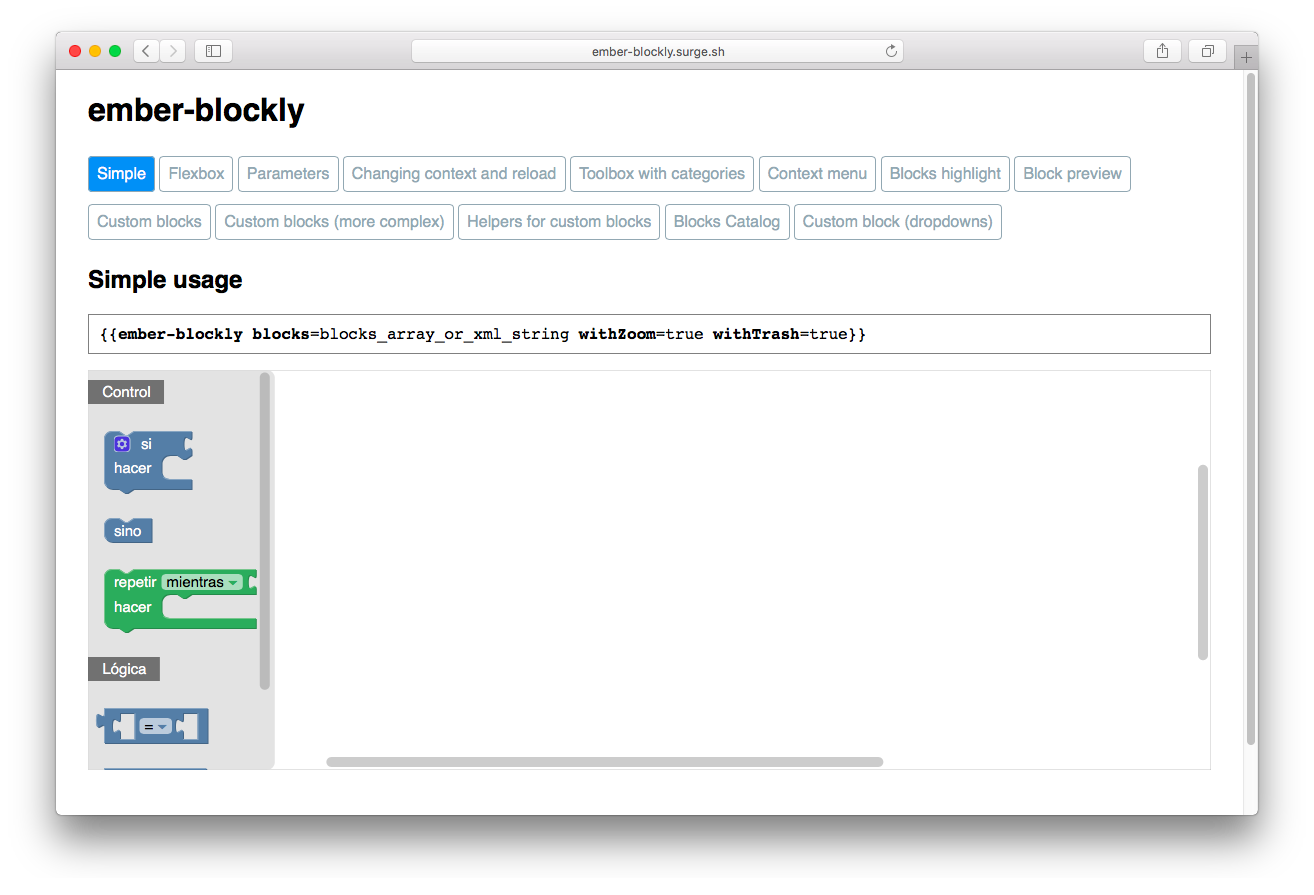 ember-blockly.surge.sh
ember-blockly
Simple Flexbox Parameters Changing context and reload Toolbox with categories Context menu Blocks highlight Block preview
Custom blocks Custom blocks (more complex) Helpers for custom blocks Blocks Catalog Custom block (dropdowns)
Simple usage
{{ember-blockly blocks=blocks_array_or_xml_string withZoom=true withTrash=true}}
Control
si
hacer
sino
repetir mientras
hacer
Lógica
=